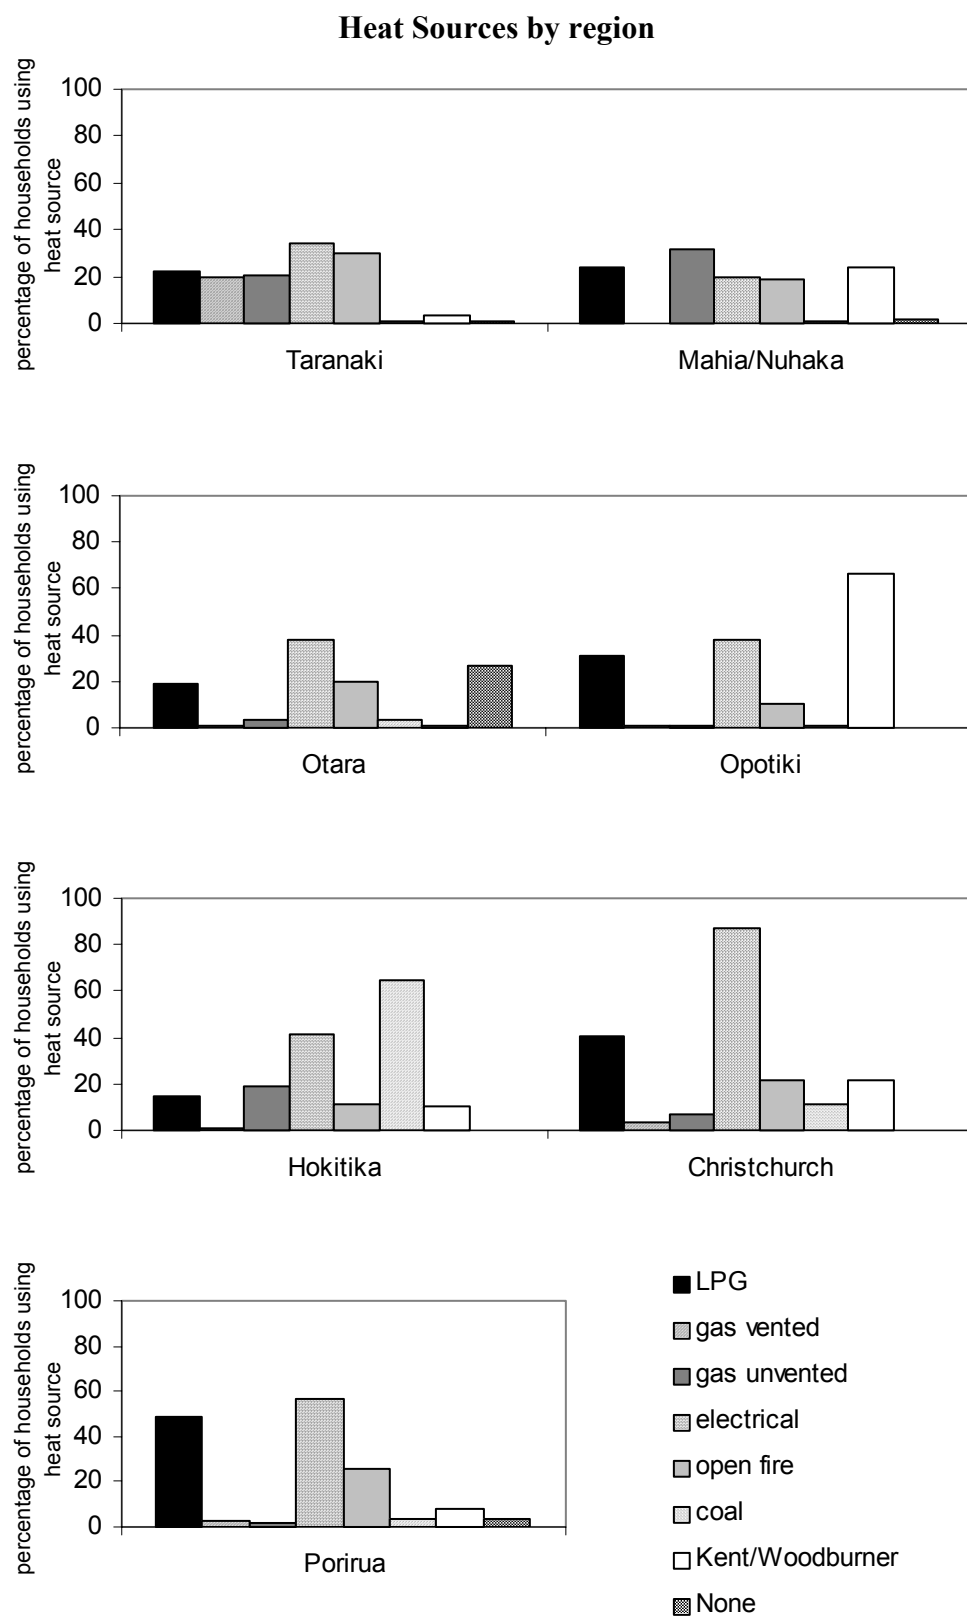 Heat Sources by region
percentage of households using
heat source
100
80
60
40
20
0
Taranaki
Mahia/Nuhaka
percentage of households using
heat source
100
80
60
40
20
0
Otara
Opotiki
percentage of households using
heat source
100
80
60
40
20
0
Hokitika
Christchurch
percentage of households using
heat source
100
80
60
40
20
0
Porirua
LPG
gas vented
gas unvented
electrical
open fire
coal
Kent/Woodburner
None